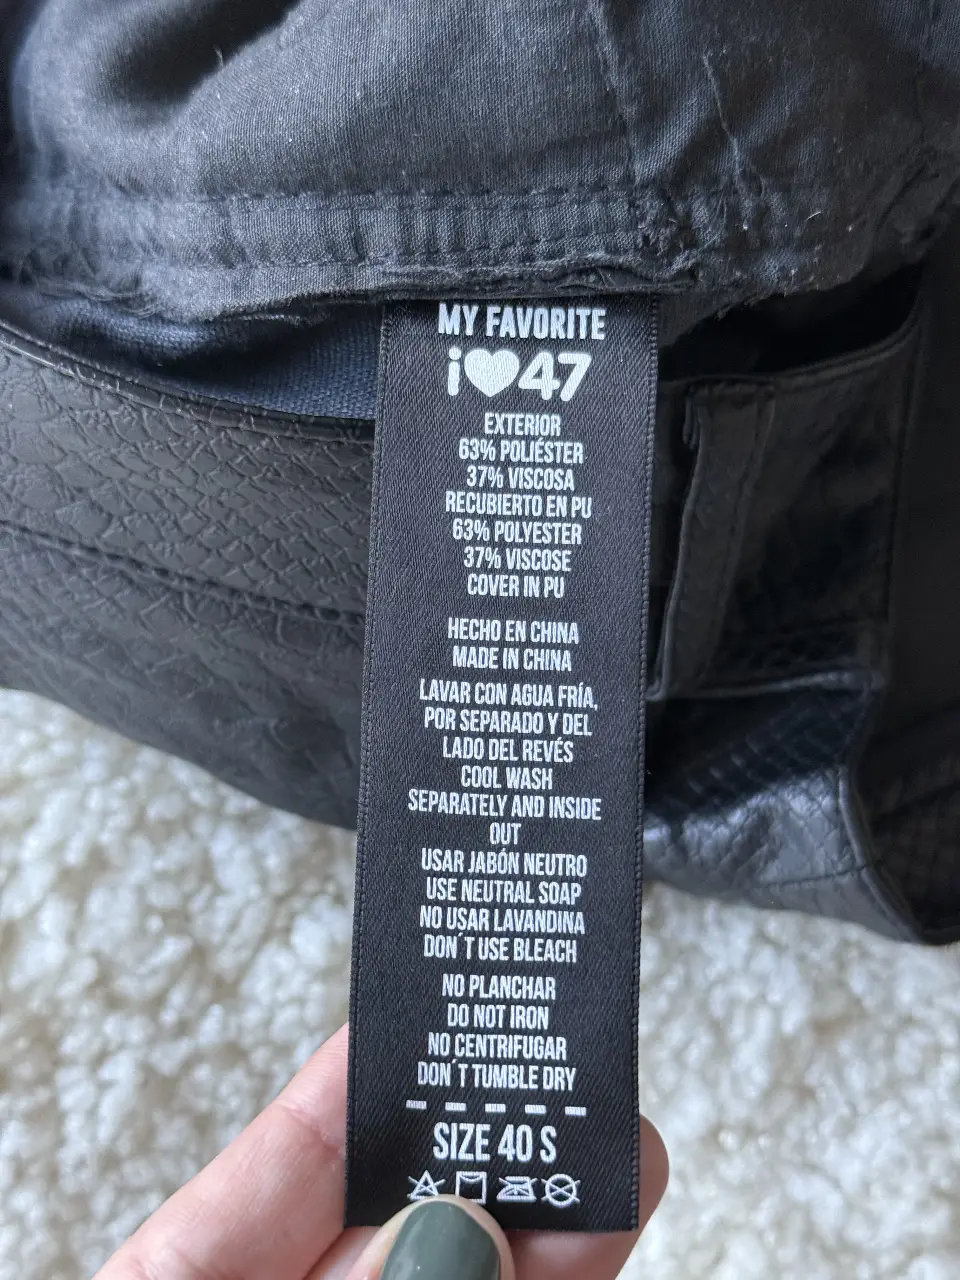 MY FAVORITE
i♥47
EXTERIOR
63% POLIÉSTER
37% VISCOSA
RECUBIERTO EN PU
63% POLYESTER
37% VISCOSE
COVER IN PU
HECHO EN CHINA
MADE IN CHINA
LAVAR CON AGUA FRÍA,
POR SEPARADO Y DEL
LADO DEL REVÉS
COOL WASH
SEPARATELY AND INSIDE
OUT
USAR JABÓN NEUTRO
USE NEUTRAL SOAP
NO USAR LAVANDINA
DON´T USE BLEACH
NO PLANCHAR
DO NOT IRON
NO CENTRIFUGAR
DON´T TUMBLE DRY
SIZE 40 S